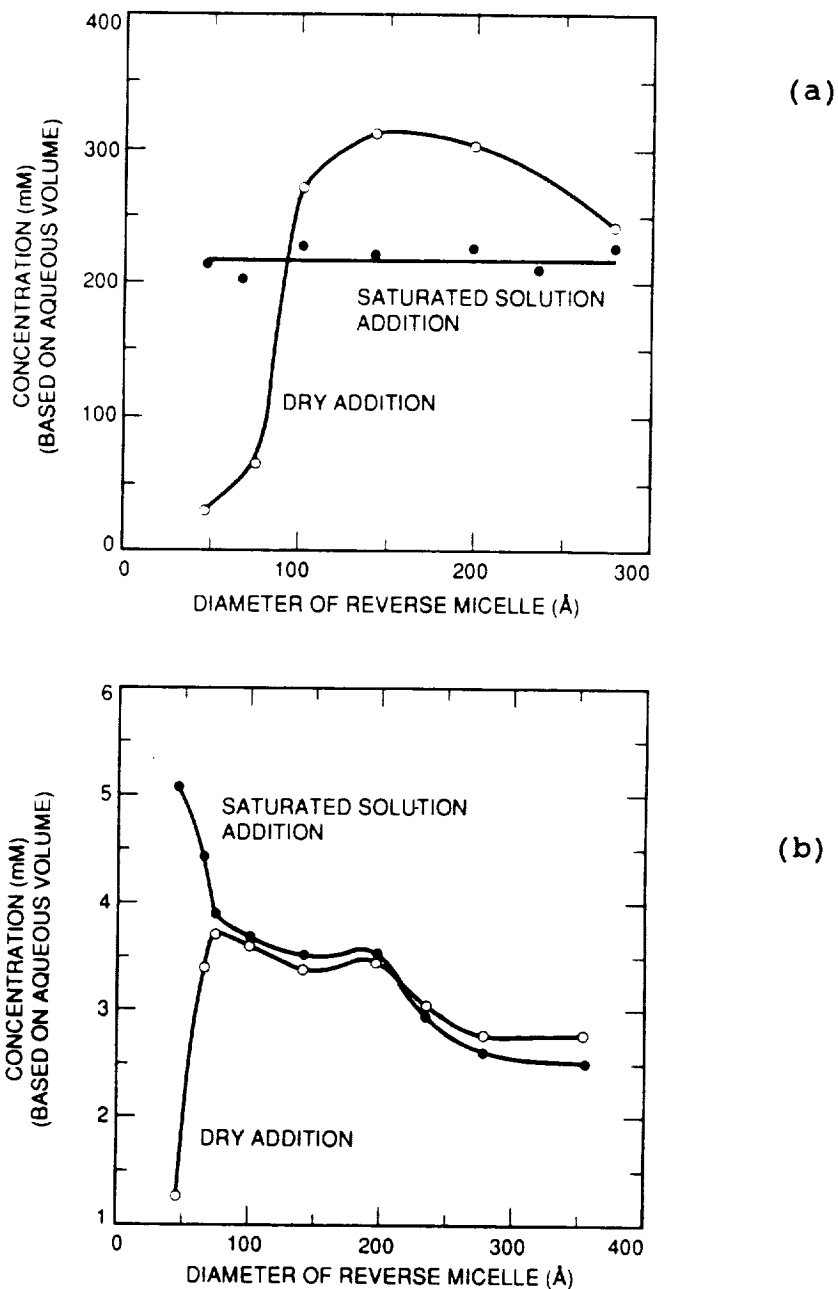 400
300
200
100
0
CONCENTRATION (mM)
(BASED ON AQUEOUS VOLUME)
SATURATED SOLUTION
ADDITION
DRY ADDITION
0
100
200
300
DIAMETER OF REVERSE MICELLE (Å)
(a)
6
5
4
3
2
1
CONCENTRATION (mM)
(BASED ON AQUEOUS VOLUME)
SATURATED SOLUTION
ADDITION
DRY ADDITION
0
100
200
300
400
DIAMETER OF REVERSE MICELLE (Å)
(b)